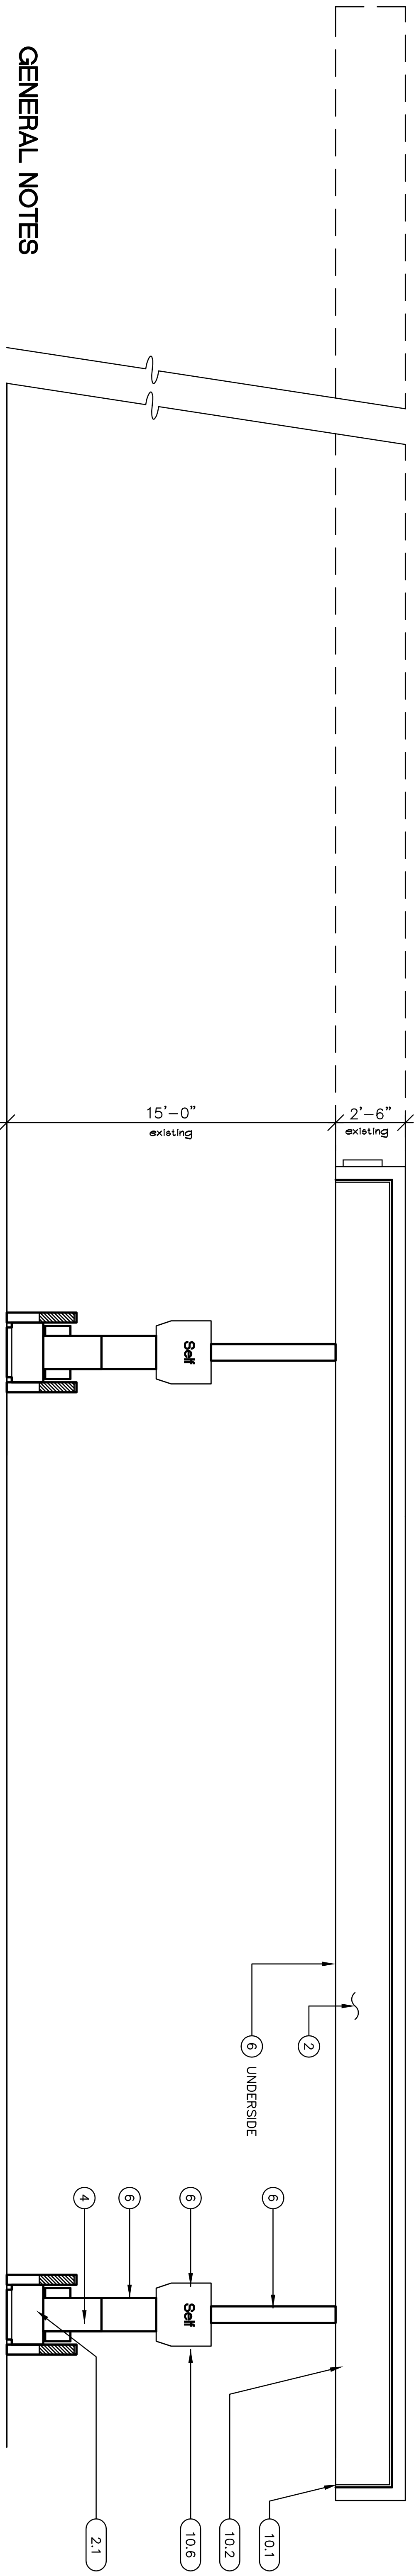 GENERAL NOTES
15'-0"
existing
2'-6"
existing
Self
6 UNDERSIDE
2
4
6
6
6
Self
2.1
10.6
10.2
10.1